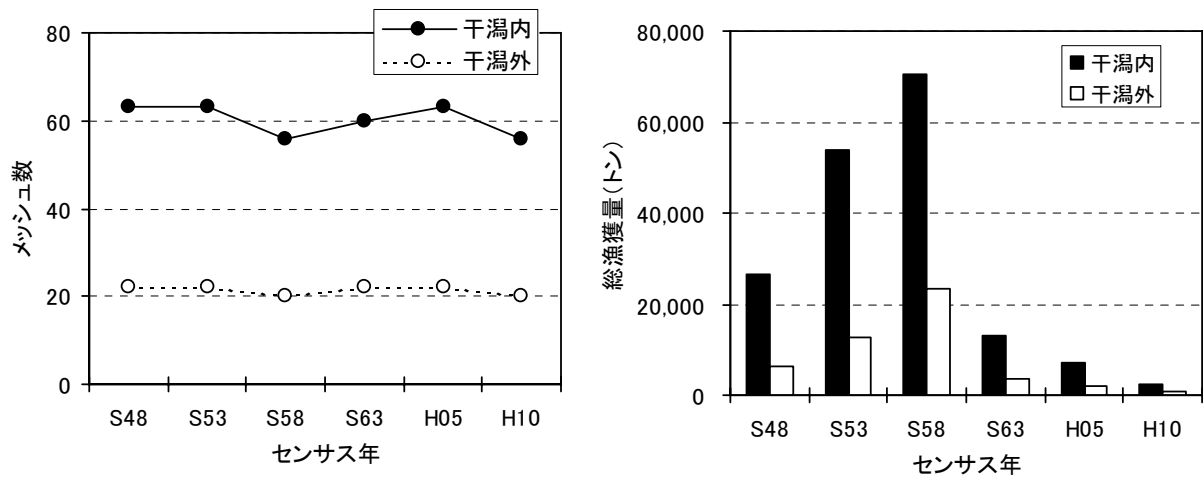 80
60
40
20
0
メッシュ数
干潟内
干潟外
S48 S53 S58 S63 H05 H10
センサス年
80,000
60,000
40,000
20,000
0
総漁獲量(トン)
干潟内
干潟外
S48 S53 S58 S63 H05 H10
センサス年